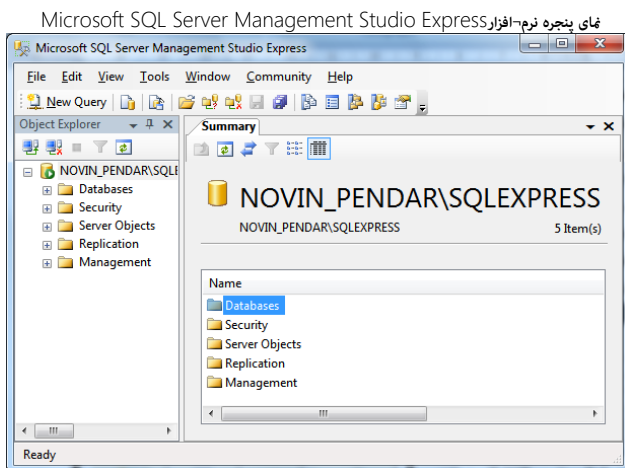 نمای پنجره نرم¬افزارMicrosoft SQL Server Management Studio Express
Microsoft SQL Server Management Studio Express
File Edit View Tools Window Community Help
New Query
Object Explorer
Summary
NOVIN_PENDAR\SQLE
Databases
Security
Server Objects
Replication
Management
NOVIN_PENDAR\SQLEXPRESS
NOVIN_PENDAR\SQLEXPRESS 5 Item(s)
Name
Databases
Security
Server Objects
Replication
Management
Ready